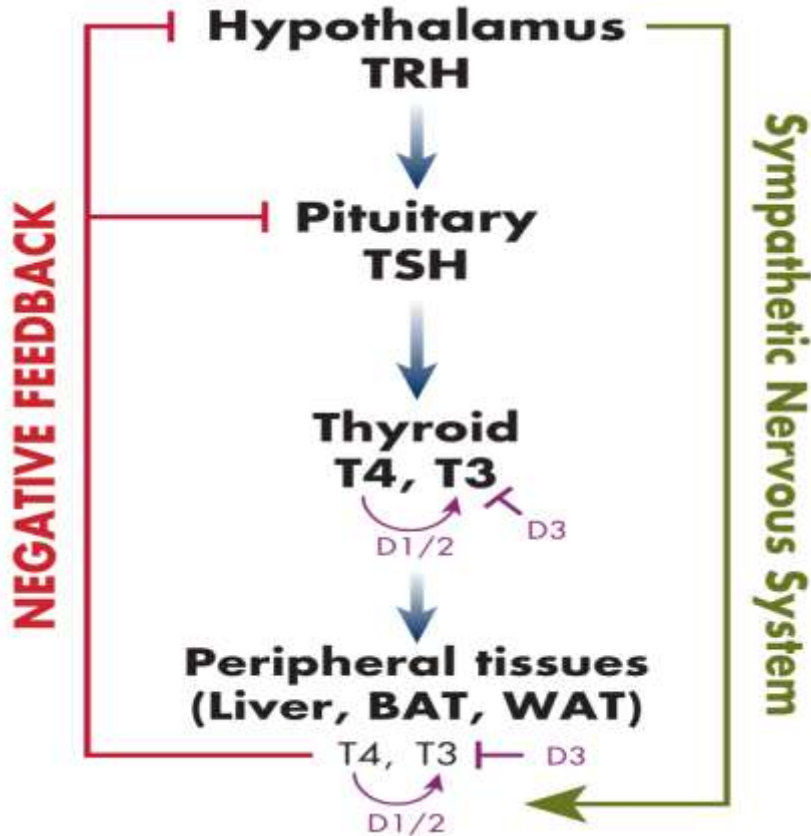 Hypothalamus
TRH
Pituitary
TSH
Thyroid
T4, T3
D1/2
D3
Peripheral tissues
(Liver, BAT, WAT)
T4, T3
D3
D1/2
NEGATIVE FEEDBACK
Sympathetic Nervous System